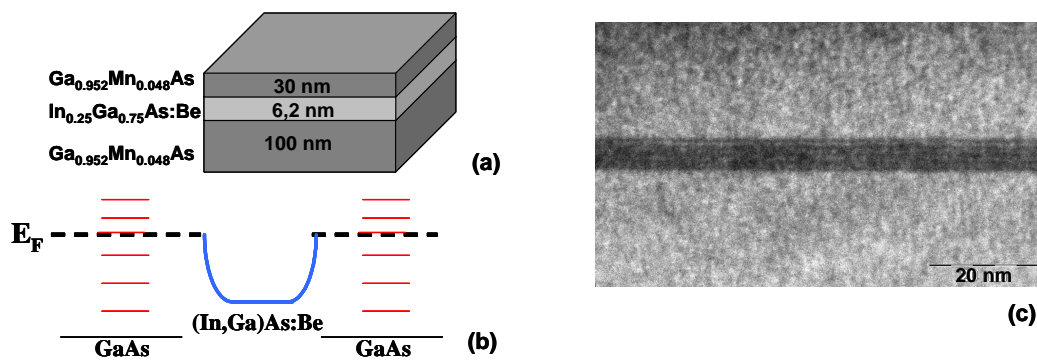 Ga0.952Mn0.048As
30 nm
In0.25Ga0.75As:Be
6,2 nm
Ga0.952Mn0.048As
100 nm
(a)
EF
(In,Ga)As:Be
GaAs
GaAs
(b)
20 nm
(c)